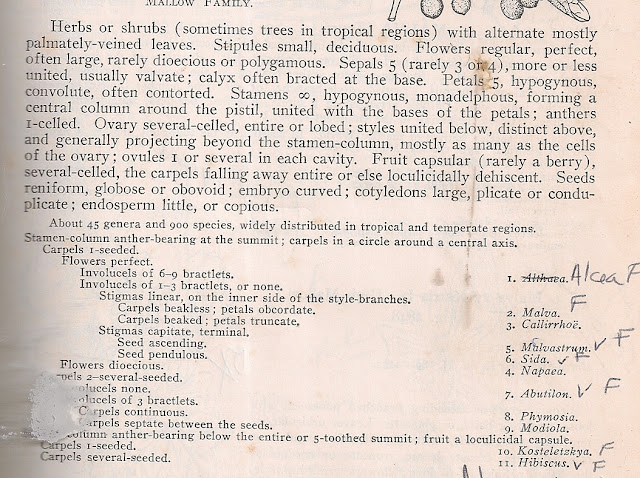 MALLOW FAMILY.
Herbs or shrubs (sometimes trees in tropical regions) with alternate mostly
palmately-veined leaves. Stipules small, deciduous. Flowers regular, perfect,
often large, rarely dioecious or polygamous. Sepals 5 (rarely 3 or 4), more or less
united, usually valvate; calyx often bracted at the base. Petals 5, hypogynous,
convolute, often contorted. Stamens ∞, hypogynous, monadelphous, forming a
central column around the pistil, united with the bases of the petals; anthers
1-celled. Ovary several-celled, entire or lobed; styles united below, distinct above,
and generally projecting beyond the stamen-column, mostly as many as the cells
of the ovary; ovules 1 or several in each cavity. Fruit capsular (rarely a berry),
several-celled, the carpels falling away entire or else loculicidally dehiscent. Seeds
reniform, globose or obovoid; embryo curved; cotyledons large, plicate or condu-
plicate; endosperm little, or copious.
About 45 genera and 900 species, widely distributed in tropical and temperate regions.
Stamen-column anther-bearing at the summit; carpels in a circle around a central axis.
Carpels 1-seeded.
Flowers perfect.
Involucels of 6-9 bractlets. 1. Althaea. Alcea F
Involucels of 1-3 bractlets, or none.
Stigmas linear, on the inner side of the style-branches. F
Carpels beakless; petals obcordate. 2. Malva.
Carpels beaked; petals truncate, 3. Callirrhoë.
Stigmas capitate, terminal.
Seed ascending. 5. Malvastrum. ✓ F
Seed pendulous. 6. Sida. ✓ F
Flowers dioecious. 4. Napaea.
pels 2-several-seeded.
olucels none. 7. Abutilon. ✓ F
olucels of 3 bractlets.
Carpels continuous. 8. Phymosia.
arpels septate between the seeds. 9. Modiola.
column anther-bearing below the entire or 5-toothed summit; fruit a loculicidal capsule.
Carpels 1-seeded. 10. Kosteletzkya. F
Carpels several-seeded. 11. Hibiscus. ✓ F